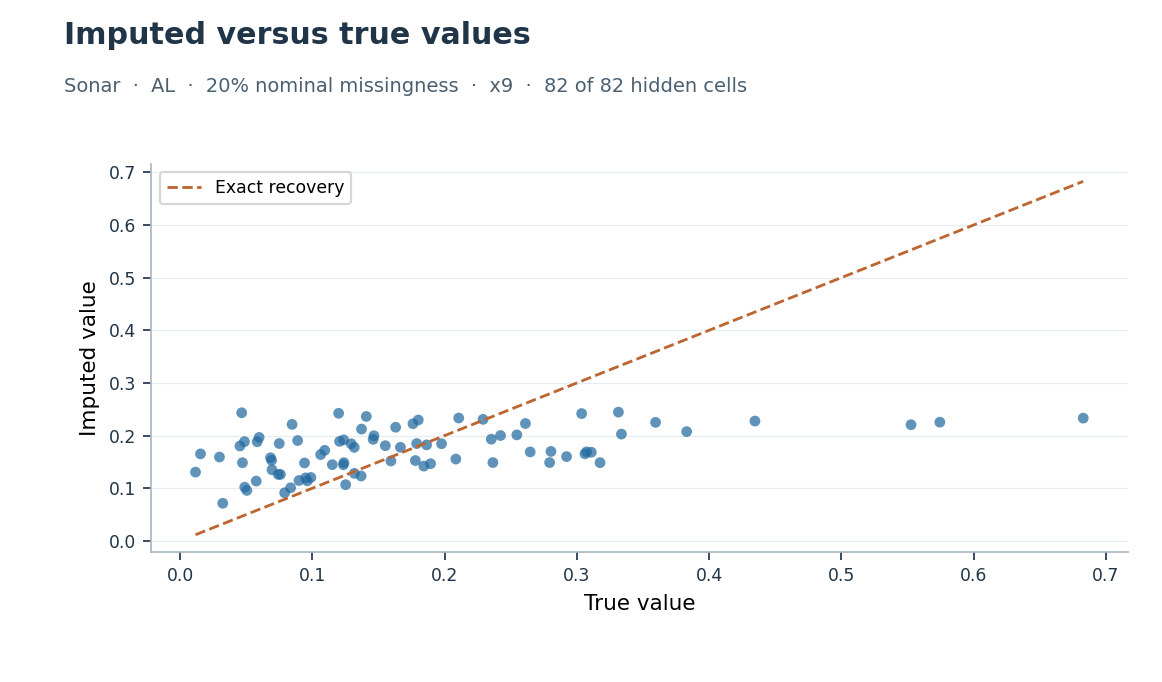 Imputed versus true values
Sonar · AL · 20% nominal missingness · x9 · 82 of 82 hidden cells
Exact recovery
0.7
0.6
0.5
0.4
0.3
0.2
0.1
0.0
Imputed value
0.0 0.1 0.2 0.3 0.4 0.5 0.6 0.7
True value